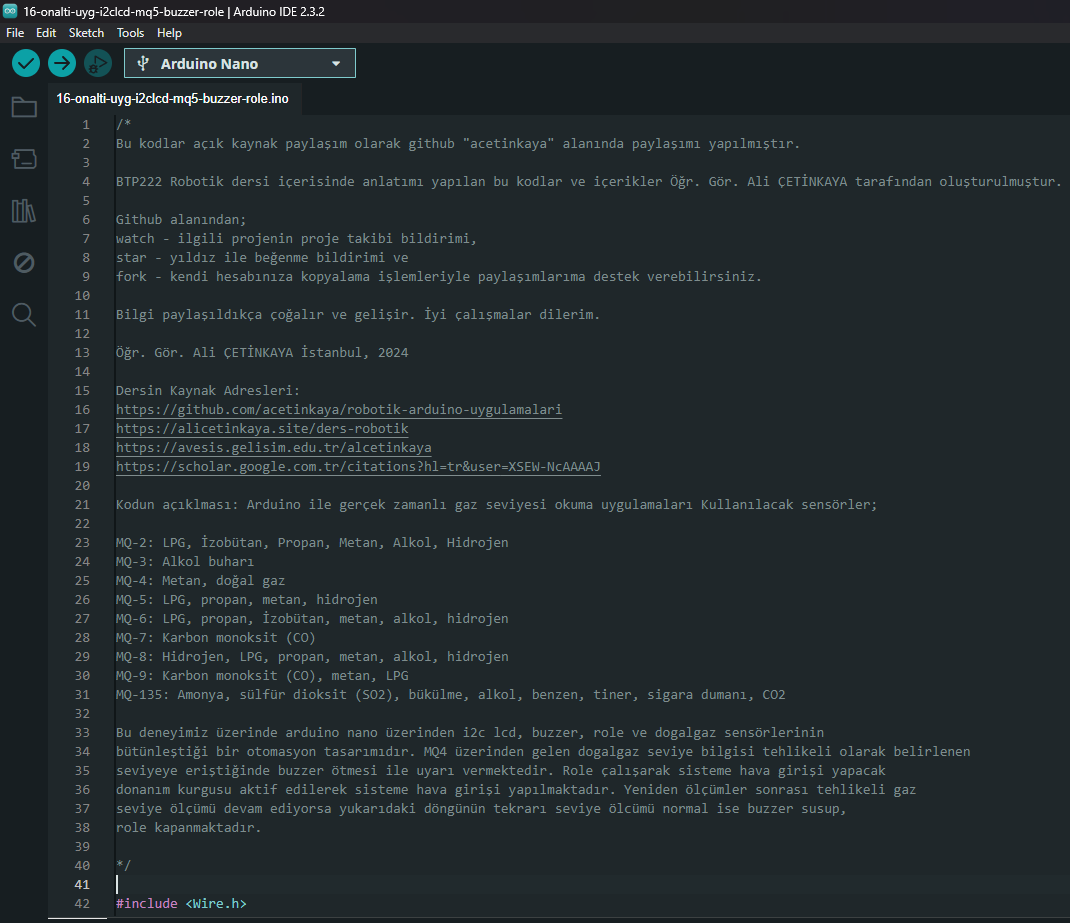 16-onalti-uyg-i2clcd-mq5-buzzer-role | Arduino IDE 2.3.2
File Edit Sketch Tools Help
Arduino Nano
16-onalti-uyg-i2clcd-mq5-buzzer-role.ino
1 /*
2 Bu kodlar açık kaynak paylaşım olarak github "acetinkaya" alanında paylaşımı yapılmıştır.
3
4 BTP222 Robotik dersi içerisinde anlatımı yapılan bu kodlar ve içerikler Öğr. Gör. Ali ÇETİNKAYA tarafından oluşturulmuştur.
5
6 Github alanından;
7 watch - ilgili projenin proje takibi bildirimi,
8 star - yıldız ile beğenme bildirimi ve
9 fork - kendi hesabınıza kopyalama işlemleriyle paylaşımlarıma destek verebilirsiniz.
10
11 Bilgi paylaşıldıkça çoğalır ve gelişir. İyi çalışmalar dilerim.
12
13 Öğr. Gör. Ali ÇETİNKAYA İstanbul, 2024
14
15 Dersin Kaynak Adresleri:
16 https://github.com/acetinkaya/robotik-arduino-uygulamalari
17 https://alicetinkaya.site/ders-robotik
18 https://avesis.gelisim.edu.tr/alcetinkaya
19 https://scholar.google.com.tr/citations?hl=tr&user=XSEW-NcAAAAJ
20
21 Kodun açıklması: Arduino ile gerçek zamanlı gaz seviyesi okuma uygulamaları Kullanılacak sensörler;
22
23 MQ-2: LPG, İzobütan, Propan, Metan, Alkol, Hidrojen
24 MQ-3: Alkol buharı
25 MQ-4: Metan, doğal gaz
26 MQ-5: LPG, propan, metan, hidrojen
27 MQ-6: LPG, propan, İzobütan, metan, alkol, hidrojen
28 MQ-7: Karbon monoksit (CO)
29 MQ-8: Hidrojen, LPG, propan, metan, alkol, hidrojen
30 MQ-9: Karbon monoksit (CO), metan, LPG
31 MQ-135: Amonya, sülfür dioksit (SO2), bükülme, alkol, benzen, tiner, sigara dumanı, CO2
32
33 Bu deneyimiz üzerinde arduino nano üzerinden i2c lcd, buzzer, role ve dogalgaz sensörlerinin
34 bütünleştiği bir otomasyon tasarımıdır. MQ4 üzerinden gelen dogalgaz seviye bilgisi tehlikeli olarak belirlenen
35 seviyeye eriştiğinde buzzer ötmesi ile uyarı vermektedir. Role çalışarak sisteme hava girişi yapacak
36 donanım kurgusu aktif edilerek sisteme hava girişi yapılmaktadır. Yeniden ölçümler sonrası tehlikeli gaz
37 seviye ölçümü devam ediyorsa yukarıdaki döngünün tekrarı seviye ölcümü normal ise buzzer susup,
38 role kapanmaktadır.
39
40 */
41
42 #include <Wire.h>